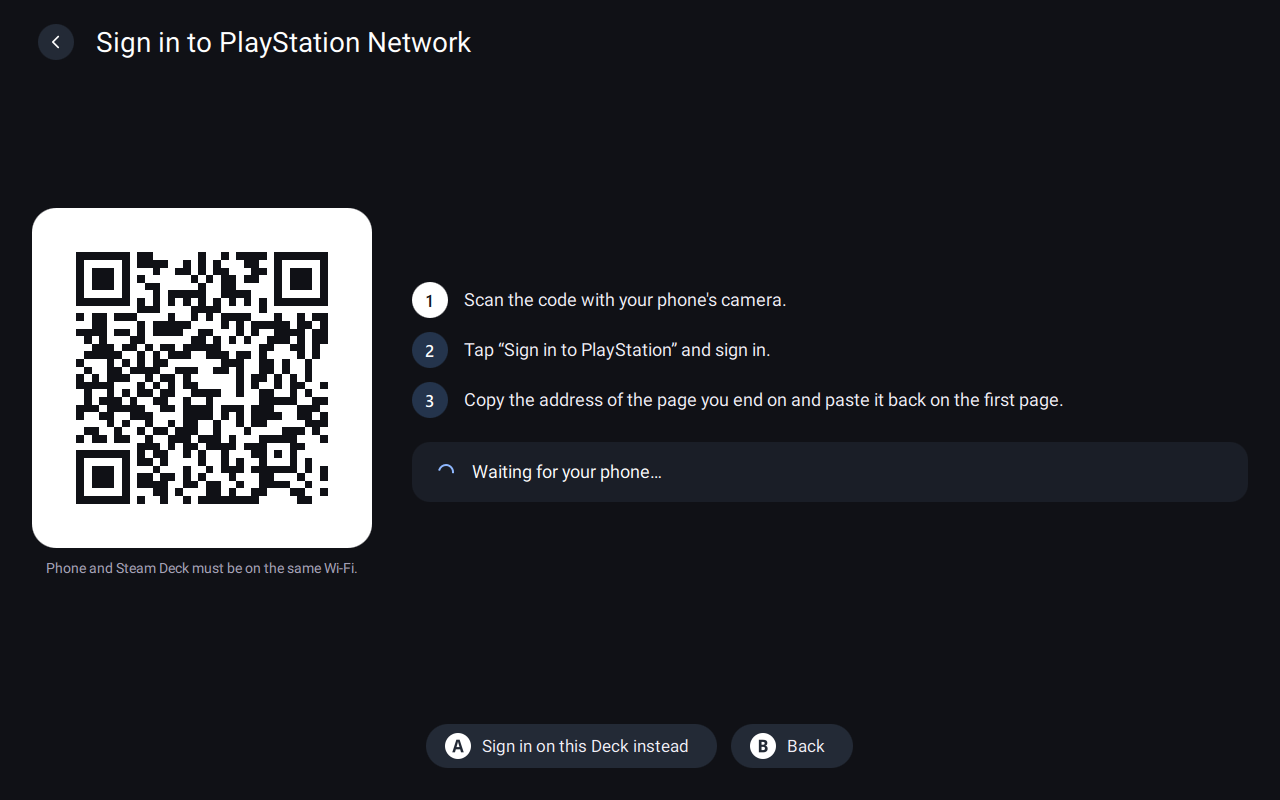 Sign in to PlayStation Network
1 Scan the code with your phone's camera.
2 Tap “Sign in to PlayStation” and sign in.
3 Copy the address of the page you end on and paste it back on the first page.
Waiting for your phone…
Phone and Steam Deck must be on the same Wi-Fi.
A Sign in on this Deck instead
B Back